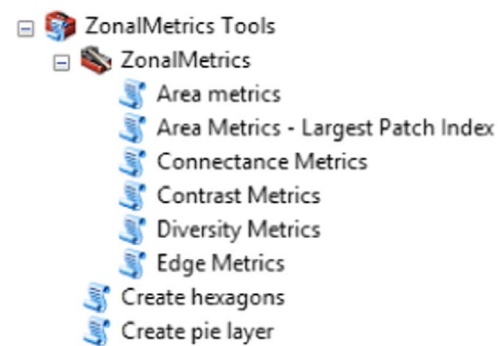 ZonalMetrics Tools
ZonalMetrics
Area metrics
Area Metrics - Largest Patch Index
Connectance Metrics
Contrast Metrics
Diversity Metrics
Edge Metrics
Create hexagons
Create pie layer